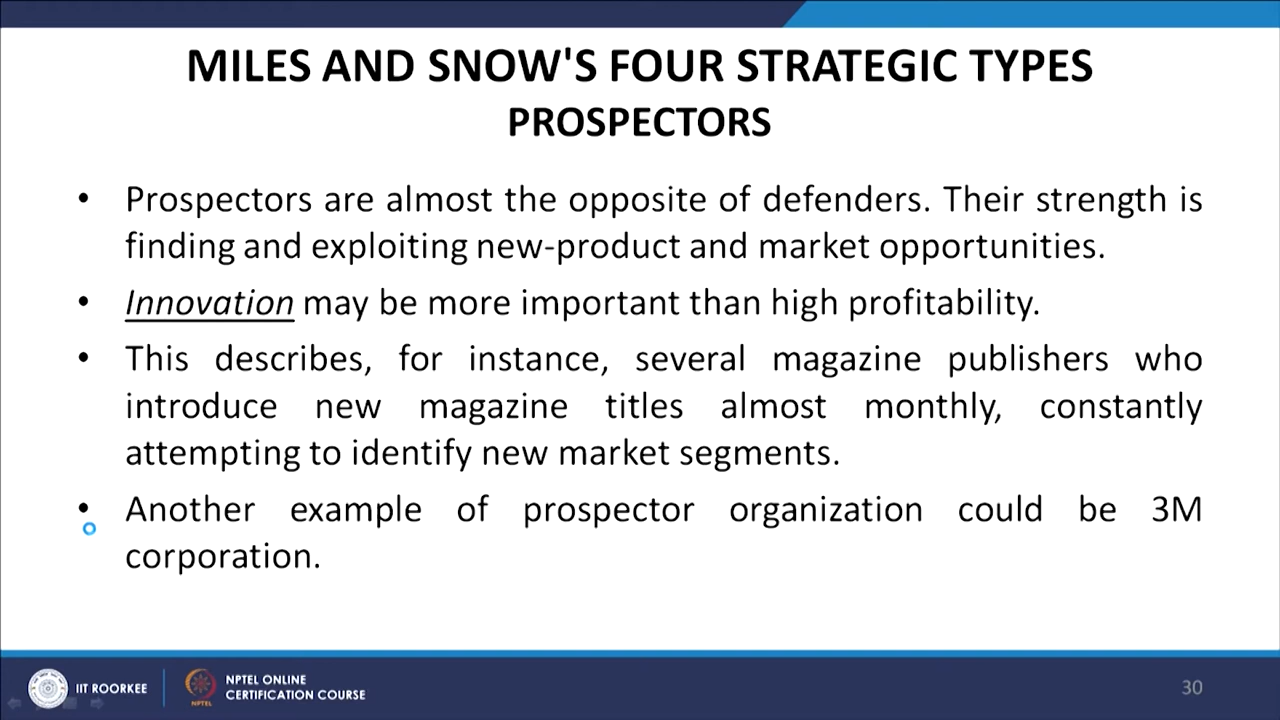 MILES AND SNOW'S FOUR STRATEGIC TYPES
PROSPECTORS
• Prospectors are almost the opposite of defenders. Their strength is
finding and exploiting new-product and market opportunities.
• Innovation may be more important than high profitability.
• This describes, for instance, several magazine publishers who
introduce new magazine titles almost monthly, constantly
attempting to identify new market segments.
• Another example of prospector organization could be 3M
corporation.
IIT ROORKEE
NPTEL
NPTEL ONLINE
CERTIFICATION COURSE
30